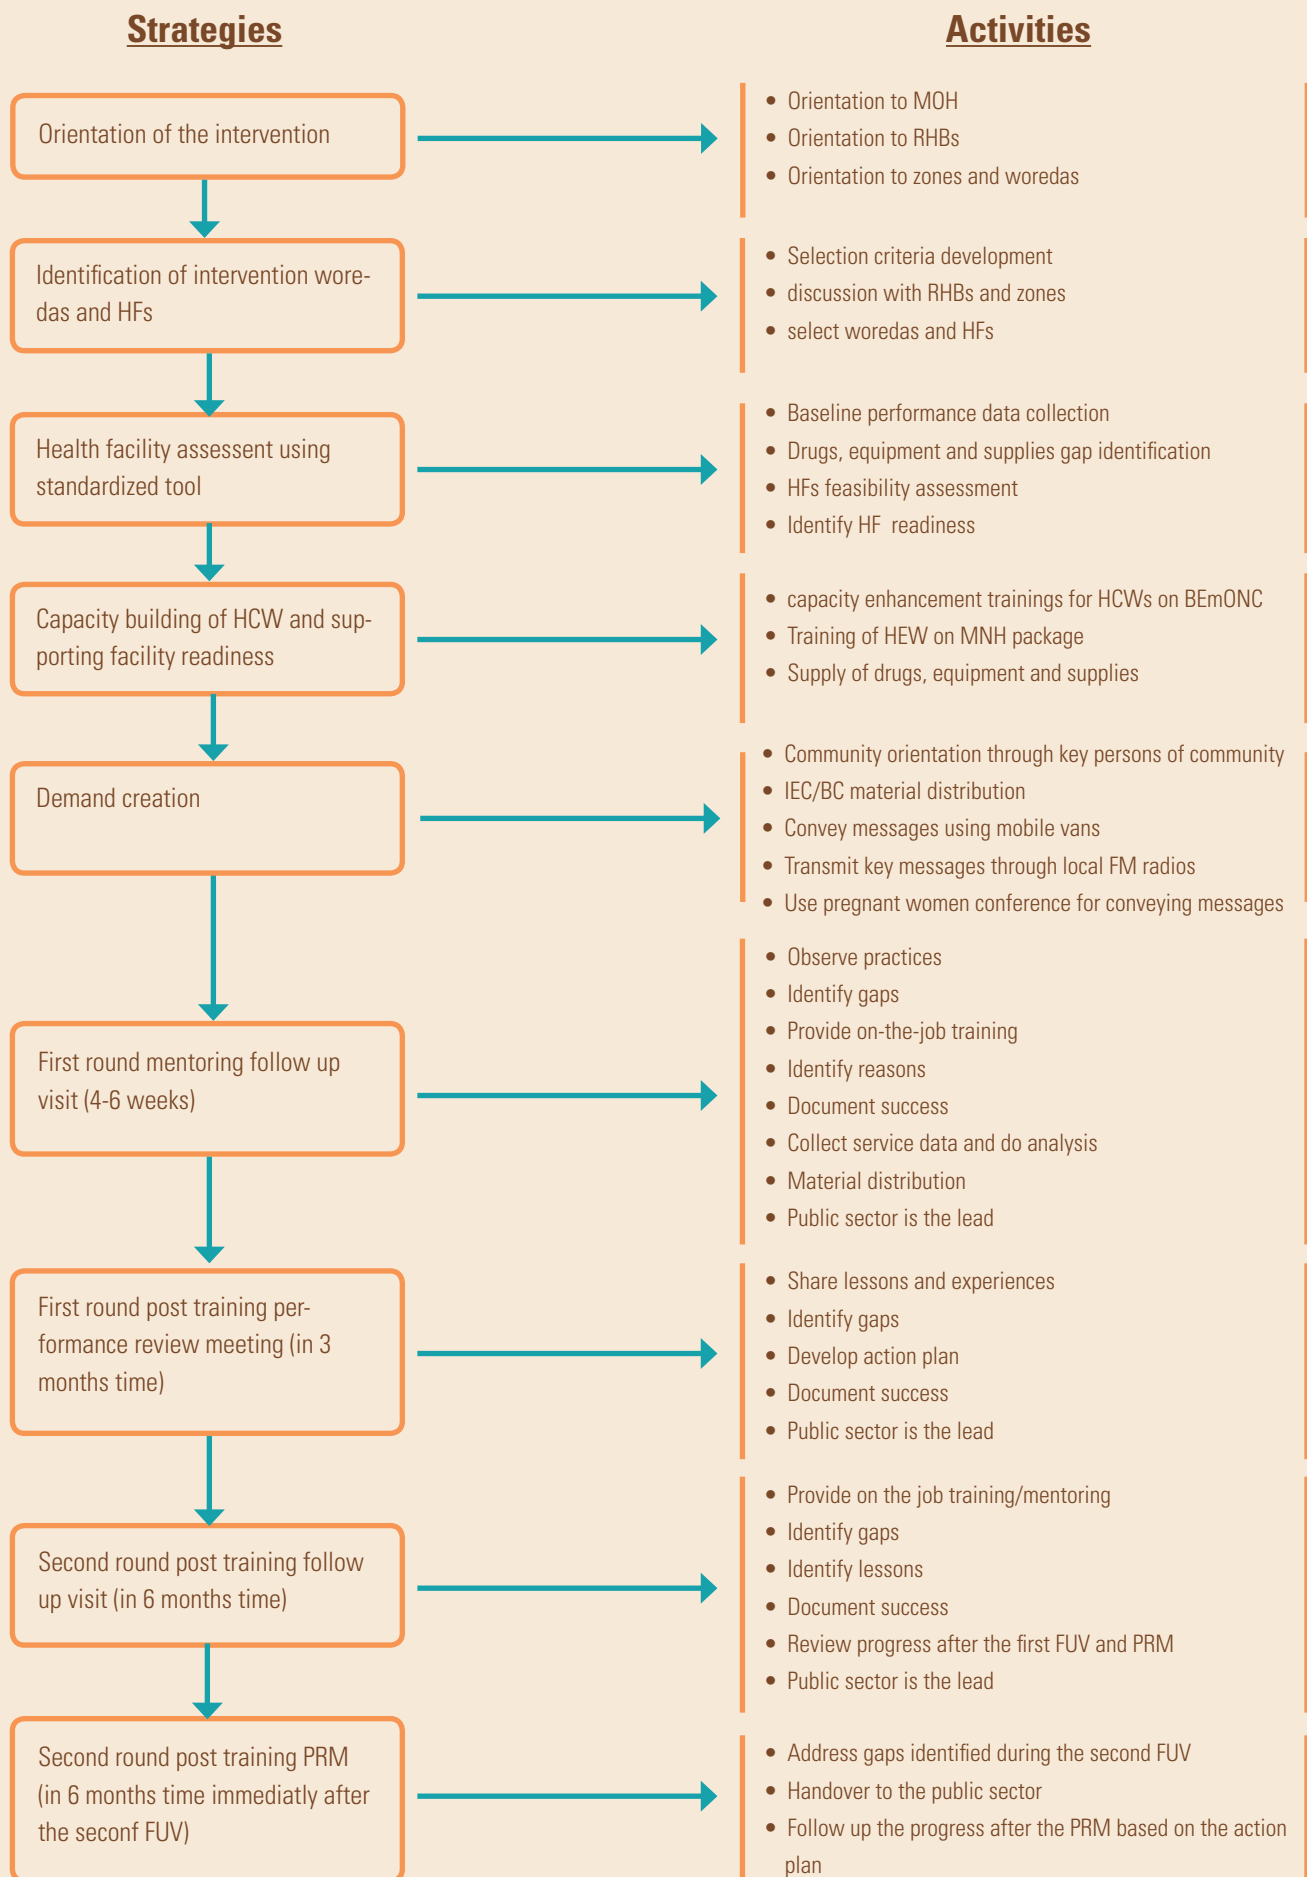 Strategies
Activities
Orientation of the intervention
• Orientation to MOH
• Orientation to RHBs
• Orientation to zones and woredas
Identification of intervention wore-
das and HFs
• Selection criteria development
• discussion with RHBs and zones
• select woredas and HFs
Health facility assessent using
standardized tool
• Baseline performance data collection
• Drugs, equipment and supplies gap identification
• HFs feasibility assessment
• Identify HF readiness
Capacity building of HCW and sup-
porting facility readiness
• capacity enhancement trainings for HCWs on BEmONC
• Training of HEW on MNH package
• Supply of drugs, equipment and supplies
Demand creation
• Community orientation through key persons of community
• IEC/BC material distribution
• Convey messages using mobile vans
• Transmit key messages through local FM radios
• Use pregnant women conference for conveying messages
First round mentoring follow up
visit (4-6 weeks)
• Observe practices
• Identify gaps
• Provide on-the-job training
• Identify reasons
• Document success
• Collect service data and do analysis
• Material distribution
• Public sector is the lead
First round post training per-
formance review meeting (in 3
months time)
• Share lessons and experiences
• Identify gaps
• Develop action plan
• Document success
• Public sector is the lead
Second round post training follow
up visit (in 6 months time)
• Provide on the job training/mentoring
• Identify gaps
• Identify lessons
• Document success
• Review progress after the first FUV and PRM
• Public sector is the lead
Second round post training PRM
(in 6 months time immediatly after
the seconf FUV)
• Address gaps identified during the second FUV
• Handover to the public sector
• Follow up the progress after the PRM based on the action
plan